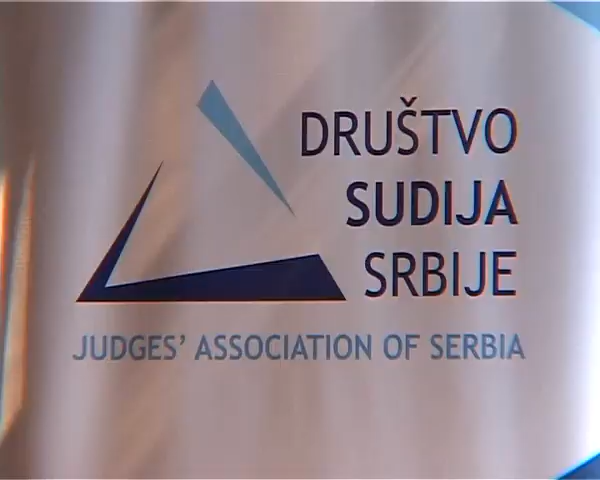 DRUŠTVO
SUDIJA
SRBIJE
JUDGES' ASSOCIATION OF SERBIA